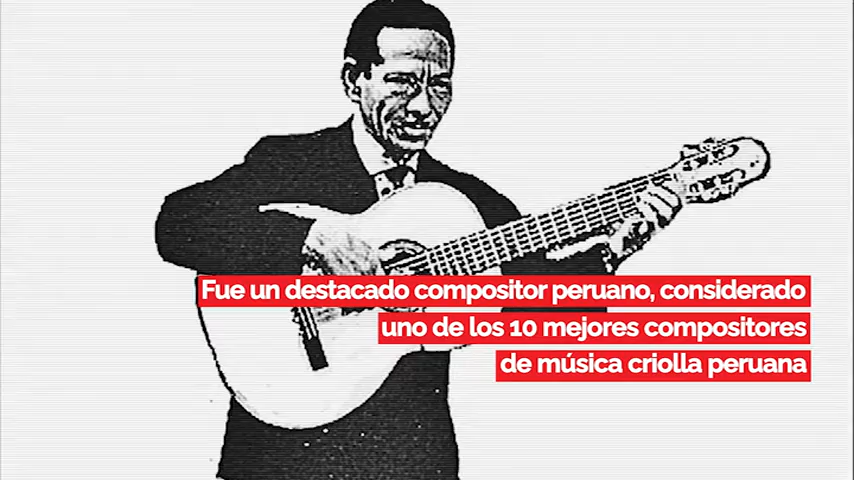 Fue un destacado compositor peruano, considerado
uno de los 10 mejores compositores
de música criolla peruana